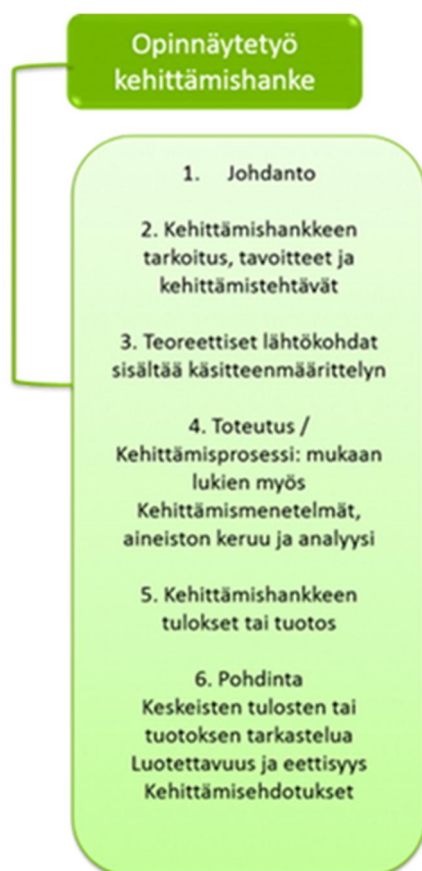 Opinnäytetyö
kehittämishanke
1. Johdanto
2. Kehittämishankkeen
tarkoitus, tavoitteet ja
kehittämistehtävät
3. Teoreettiset lähtökohdat
sisältää käsitteenmäärittelyn
4. Toteutus /
Kehittämisprosessi: mukaan
lukien myös
Kehittämismenetelmät,
aineiston keruu ja analyysi
5. Kehittämishankkeen
tulokset tai tuotos
6. Pohdinta
Keskeisten tulosten tai
tuotoksen tarkastelua
Luotettavuus ja eettisyys
Kehittämisehdotukset